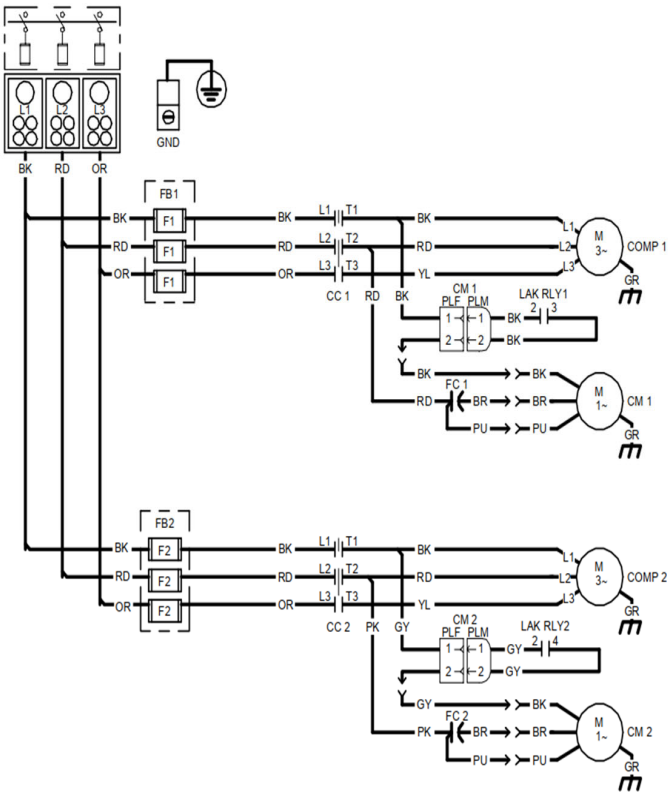 L1 L2 L3
GND
BK RD OR
FB1
BK F1 BK L1 T1 BK L1
RD F1 RD L2 T2 RD L2
OR F1 OR L3 T3 YL L3
M
3~
COMP 1
GR
CC 1 RD BK
CM 1
PLF PLM
LAK RLY1
2 3
1 1 BK
2 2 BK
BK BK
FC 1
RD BR BR
PU PU
M
1~
CM 1
GR
FB2
BK F2 BK L1 T1 BK L1
RD F2 RD L2 T2 RD L2
OR F2 OR L3 T3 YL L3
M
3~
COMP 2
GR
CC 2 PK GY
CM 2
PLF PLM
LAK RLY2
2 4
1 1 GY
2 2 GY
GY BK
FC 2
PK BR BR
PU PU
M
1~
CM 2
GR